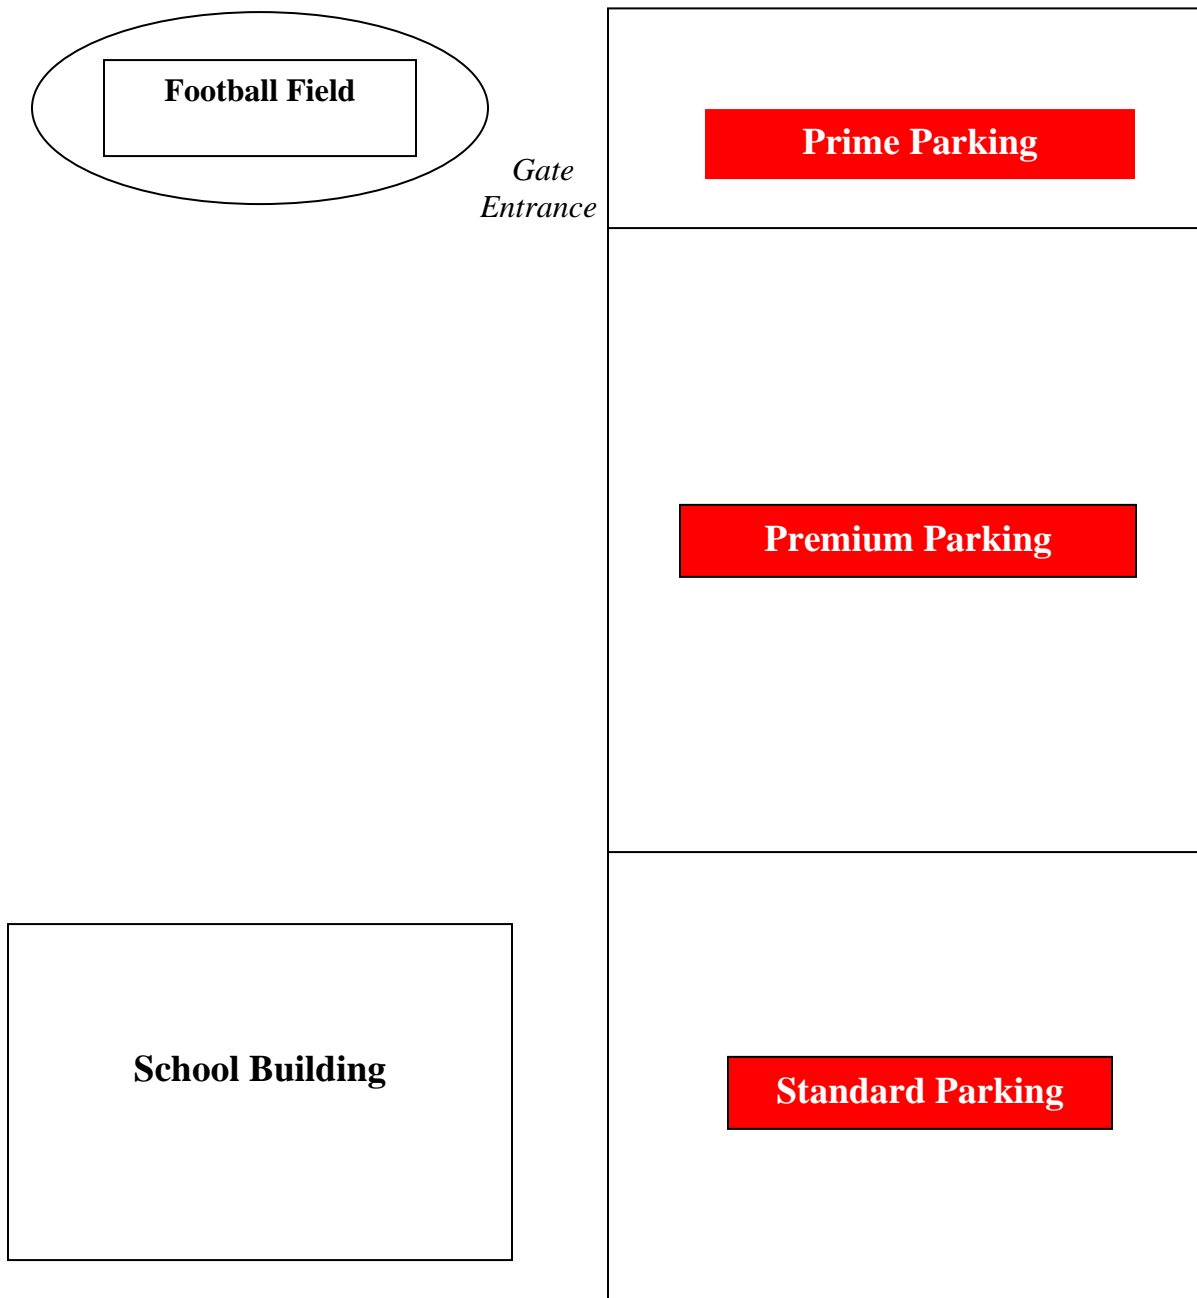 Football Field
Prime Parking
Gate
Entrance
Premium Parking
School Building
Standard Parking